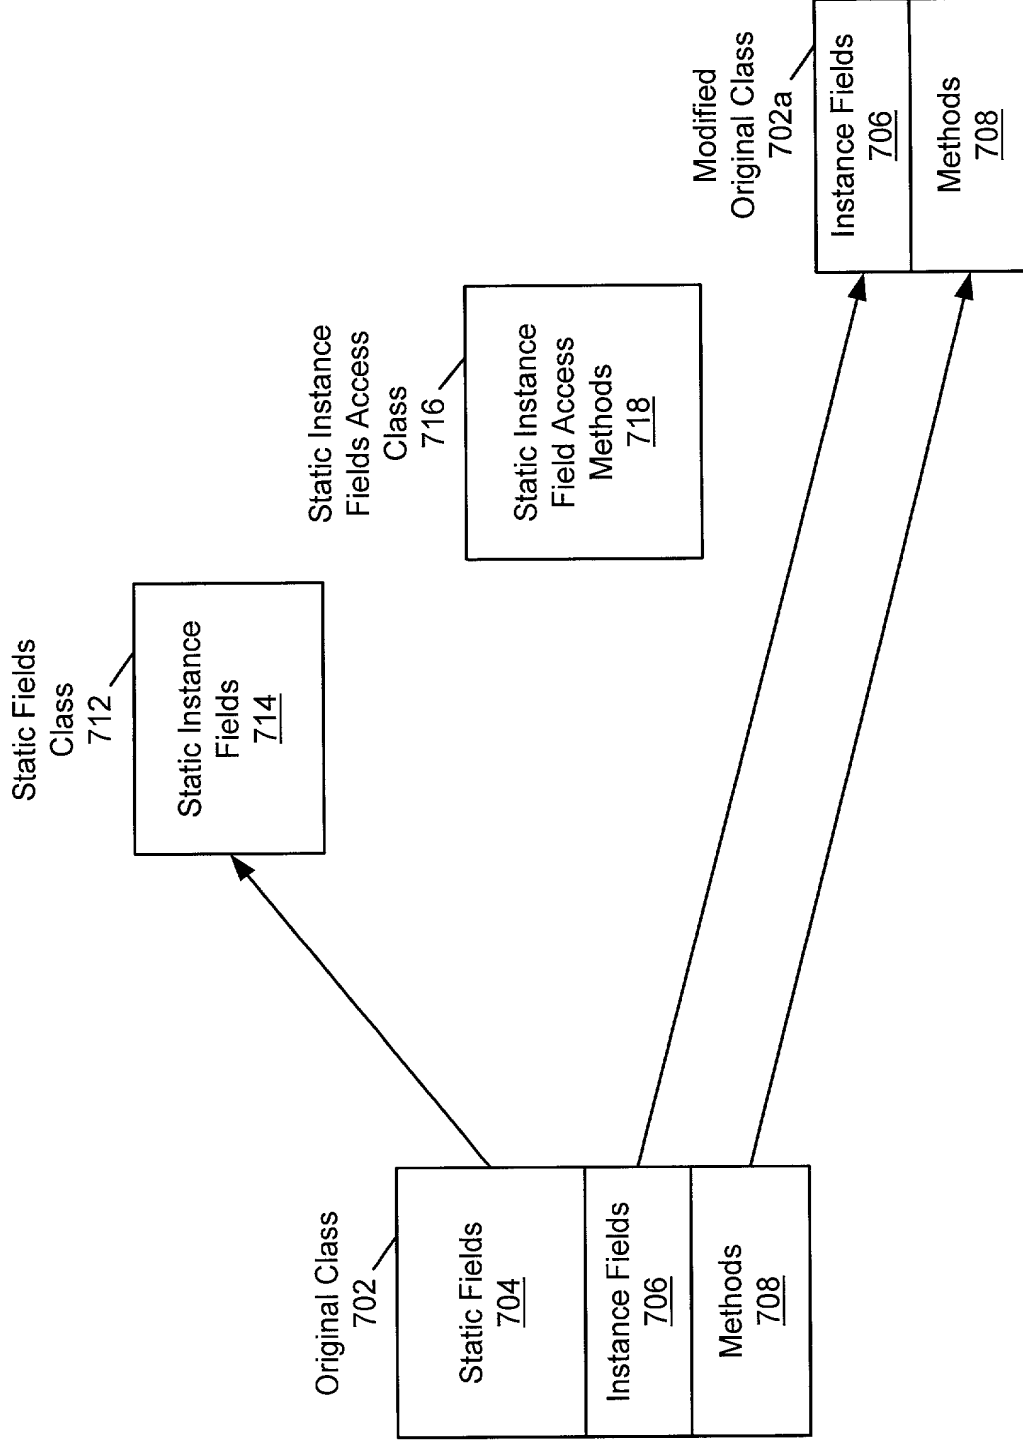 Original Class
702
Static Fields
704
Instance Fields
706
Methods
708
Static Fields
Class
712
Static Instance
Fields
714
Static Instance
Fields Access
Class
716
Static Instance
Field Access
Methods
718
Modified
Original Class
702a
Instance Fields
706
Methods
708